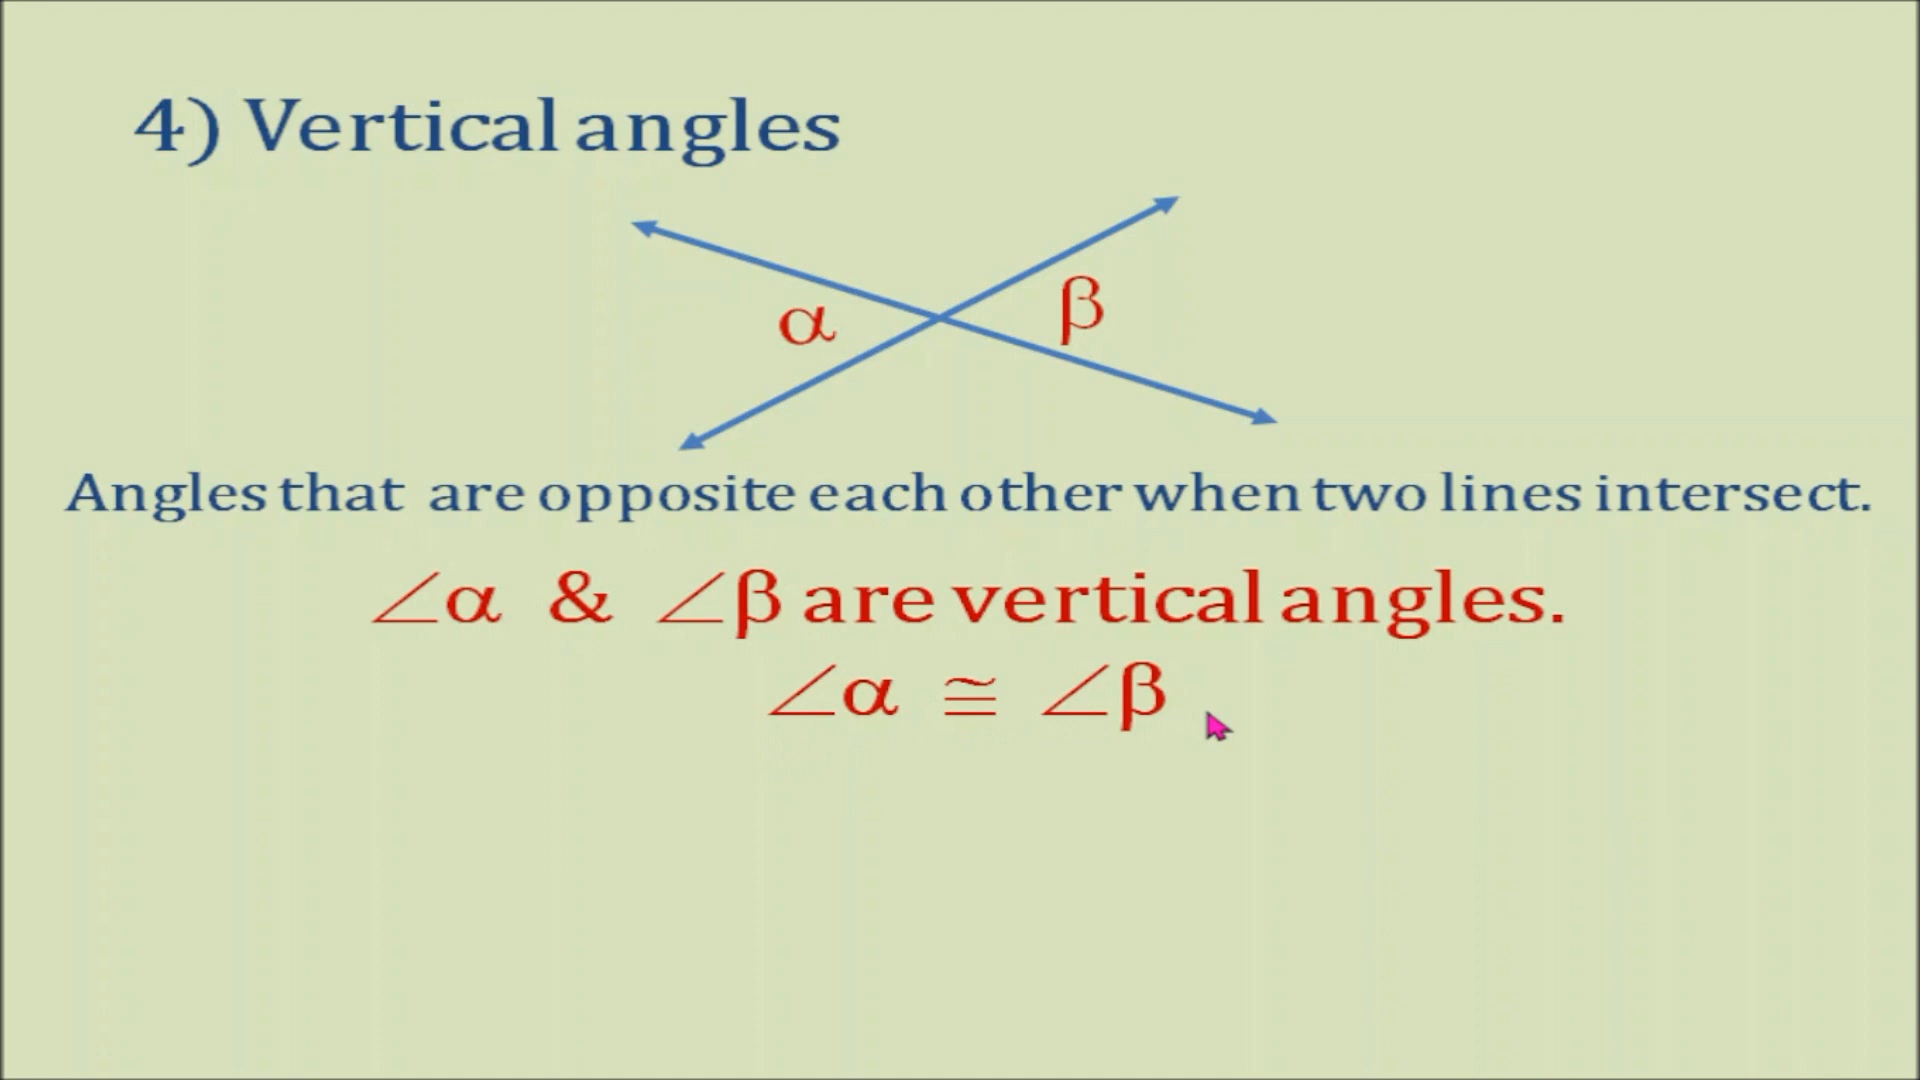 4) Vertical angles
α
β
Angles that are opposite each other when two lines intersect.
∠α & ∠β are vertical angles.
∠α ≅ ∠β